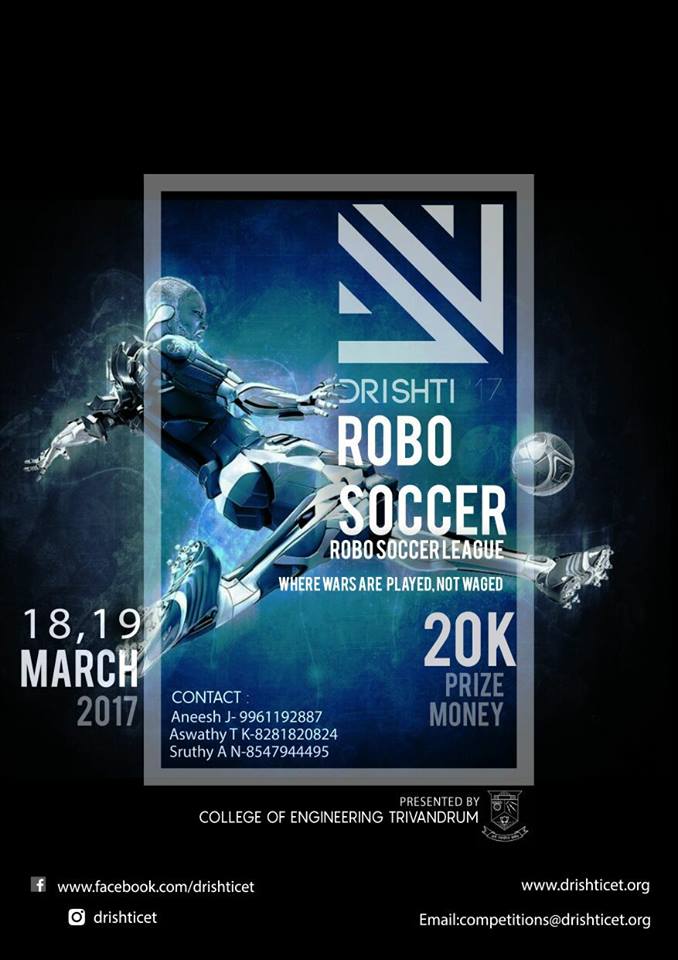 DRISHTI '17
ROBO
SOCCER
ROBO SOCCER LEAGUE
WHERE WARS ARE PLAYED, NOT WAGED
18,19
MARCH
2017
20K
PRIZE
MONEY
CONTACT :
Aneesh J- 9961192887
Aswathy T K-8281820824
Sruthy A N-8547944495
PRESENTED BY
COLLEGE OF ENGINEERING TRIVANDRUM
www.facebook.com/drishticet
drishticet
www.drishticet.org
Email:competitions@drishticet.org